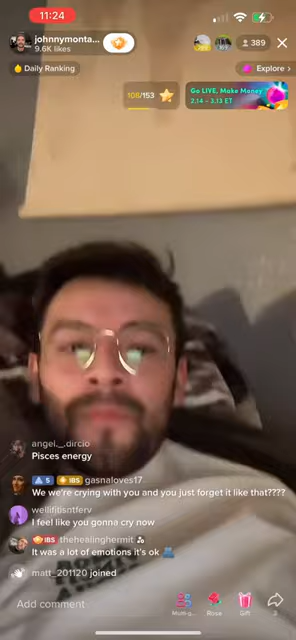 11:24
johnnymonta...
9.6K likes
389
Daily Ranking
Explore >
108/153
Go LIVE, Make Money
2.14 - 3.13 ET
angel._.dircio
Pisces energy
5 IBS gasnaloves17
We we're crying with you and you just forget it like that????
wellifitisotferv
I feel like you gonna cry now
IBS thehealinghermit
It was a lot of emotions it's ok
matt_201120 joined
Add comment
Multi-g...
Rose
Gift
3